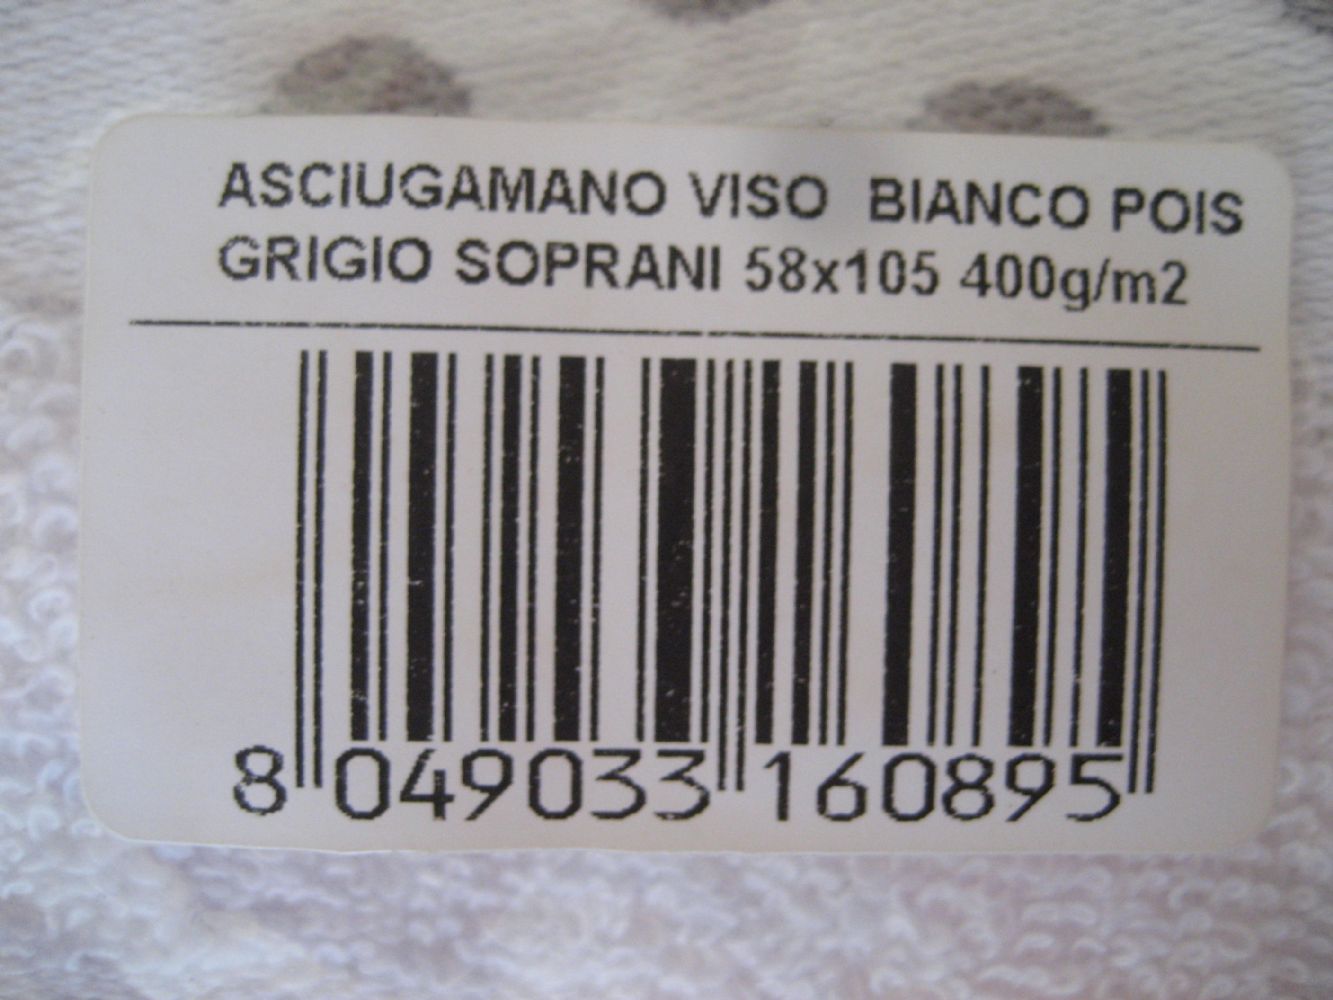 ASCIUGAMANO VISO BIANCO POIS
GRIGIO SOPRANI 58x105 400g/m2
8 049033 160895